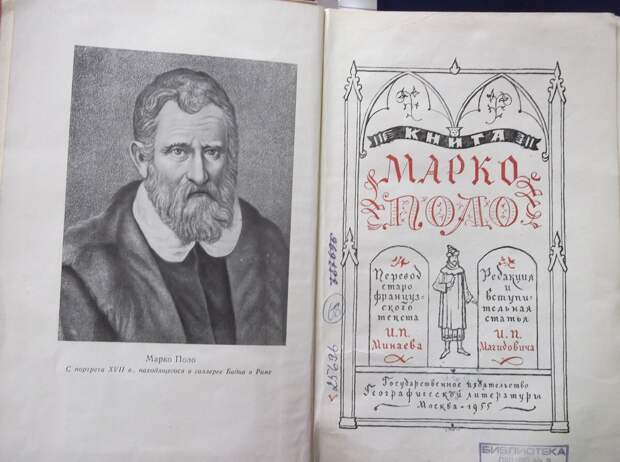 Марко Поло
С портрета XVII в., находящегося в галлерее Бадиа в Риме
КНИГА
МАРКО
ПОЛО
Перевод
старо
француз-
ского
текста
И.П.
Минаева
Редакция
и
вступи-
тельная
статья
И. П.
Магидовича
Государственное издательство
Географической литературы
Москва - 1955
БИБЛИОТЕКА